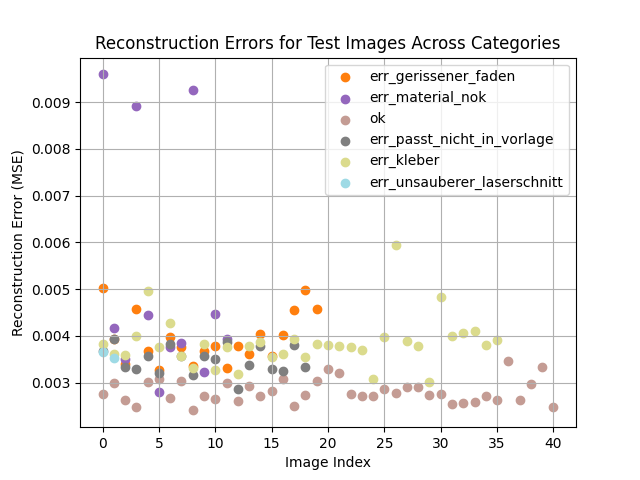 Reconstruction Errors for Test Images Across Categories
err_gerissener_faden
err_material_nok
ok
err_passt_nicht_in_vorlage
err_kleber
err_unsauberer_laserschnitt
Reconstruction Error (MSE)
0.009
0.008
0.007
0.006
0.005
0.004
0.003
0 5 10 15 20 25 30 35 40
Image Index